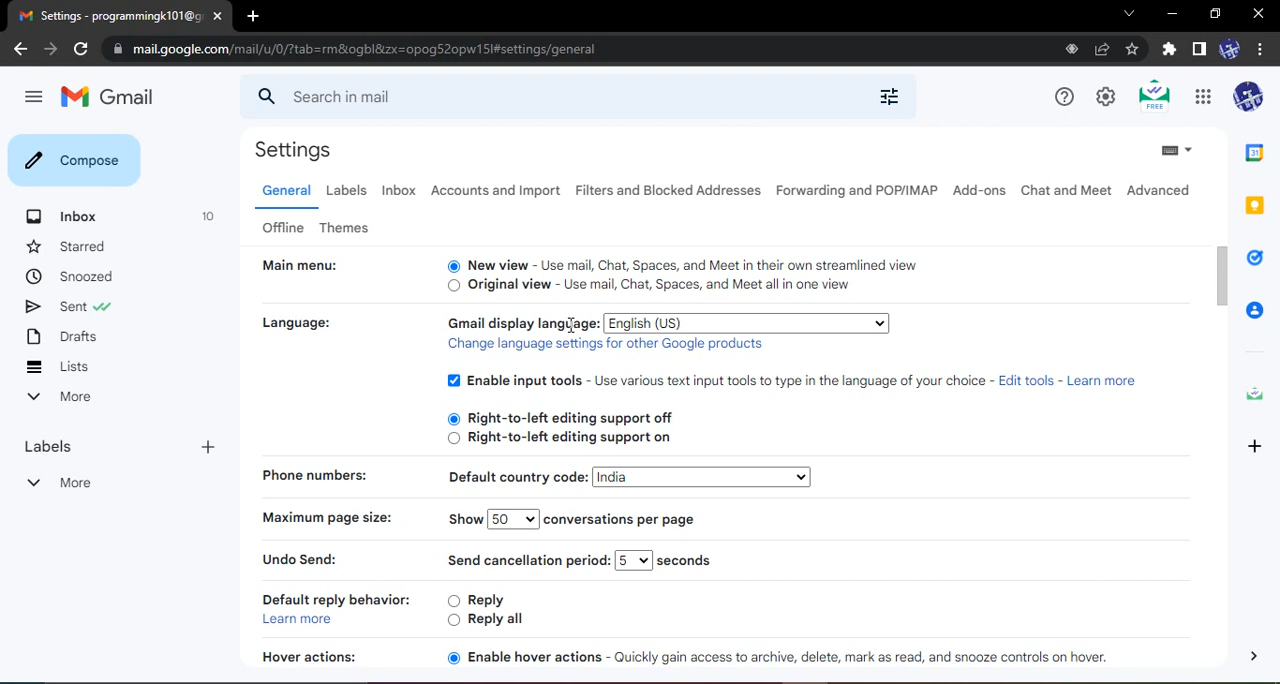 Settings - programmingk101@g
mail.google.com/mail/u/0/?tab=rm&ogbl&zx=opog52opw15l#settings/general
Gmail
Search in mail
FREE
Compose
Inbox 10
Starred
Snoozed
Sent
Drafts
Lists
More
Labels
More
Settings
General Labels Inbox Accounts and Import Filters and Blocked Addresses Forwarding and POP/IMAP Add-ons Chat and Meet Advanced
Offline Themes
Main menu: New view - Use mail, Chat, Spaces, and Meet in their own streamlined view
Original view - Use mail, Chat, Spaces, and Meet all in one view
Language: Gmail display language: English (US)
Change language settings for other Google products
Enable input tools - Use various text input tools to type in the language of your choice - Edit tools - Learn more
Right-to-left editing support off
Right-to-left editing support on
Phone numbers: Default country code: India
Maximum page size: Show 50 conversations per page
Undo Send: Send cancellation period: 5 seconds
Default reply behavior: Reply
Learn more Reply all
Hover actions: Enable hover actions - Quickly gain access to archive, delete, mark as read, and snooze controls on hover.
31